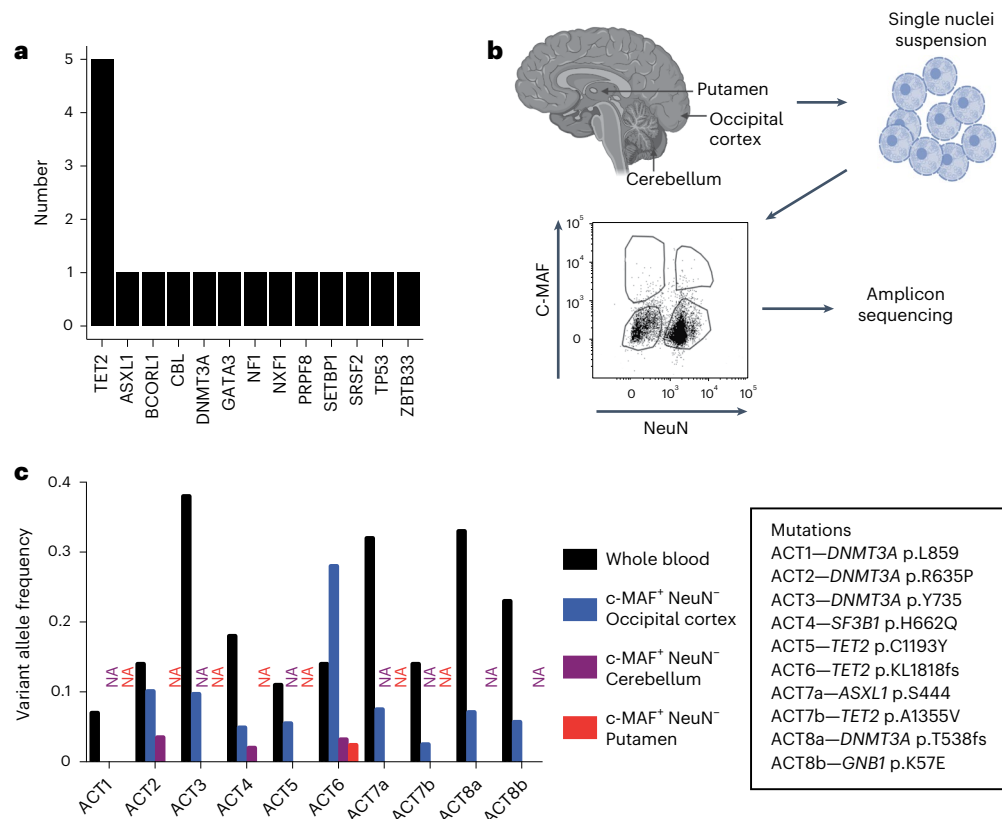 a
Number
5
4
3
2
1
0
TET2
ASXL1
BCORL1
CBL
DNMT3A
GATA3
NF1
NXF1
PRPF8
SETBP1
SRSF2
TP53
ZBTB33
b
Putamen
Occipital
cortex
Cerebellum
Single nuclei
suspension
C-MAF
10⁵
10⁴
10³
0
0
10³
10⁴
10⁵
NeuN
Amplicon
sequencing
c
Variant allele frequency
0.4
0.3
0.2
0.1
0
NA
NA
NA
NA
NA
NA
NA
NA
NA
NA
NA
NA
NA
ACT1
ACT2
ACT3
ACT4
ACT5
ACT6
ACT7a
ACT7b
ACT8a
ACT8b
Whole blood
c-MAF⁺ NeuN⁻
Occipital cortex
c-MAF⁺ NeuN⁻
Cerebellum
c-MAF⁺ NeuN⁻
Putamen
Mutations
ACT1—DNMT3A p.L859
ACT2—DNMT3A p.R635P
ACT3—DNMT3A p.Y735
ACT4—SF3B1 p.H662Q
ACT5—TET2 p.C1193Y
ACT6—TET2 p.KL1818fs
ACT7a—ASXL1 p.S444
ACT7b—TET2 p.A1355V
ACT8a—DNMT3A p.T538fs
ACT8b—GNB1 p.K57E